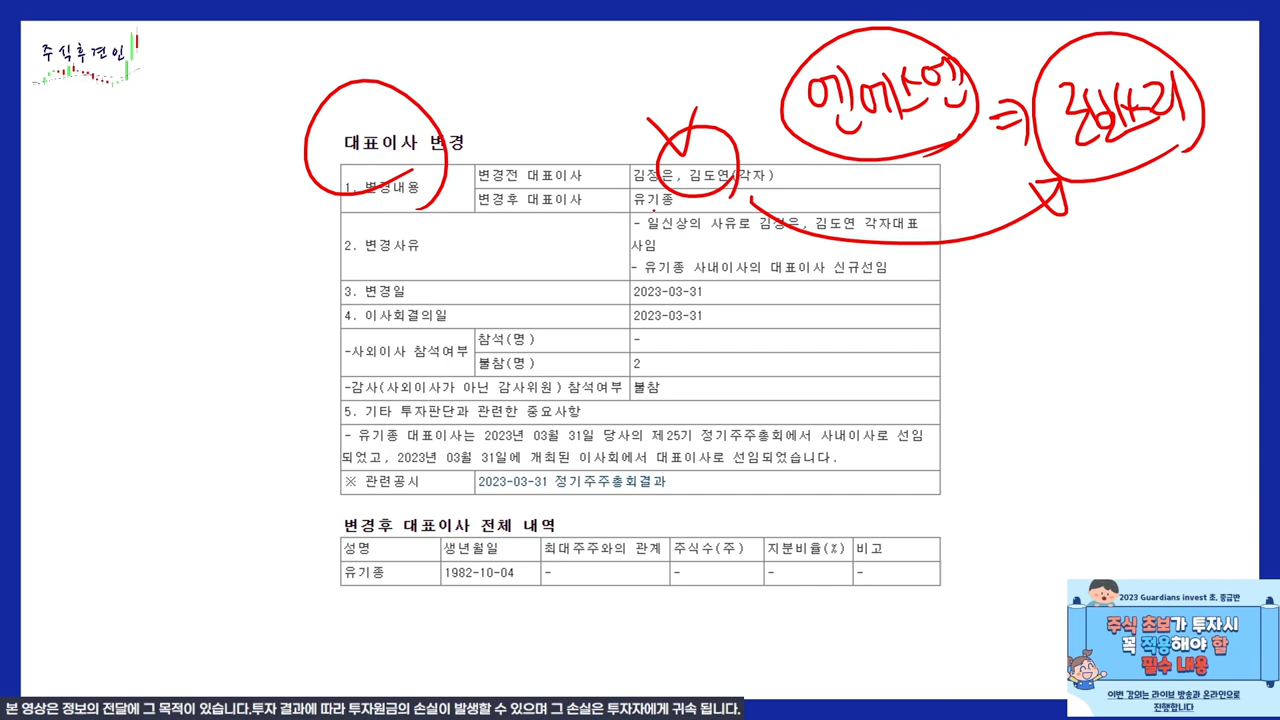 주식후견인
엔에스엔
대표이사 변경
1. 변경내용
변경전 대표이사
김정은, 김도연(각자)
변경후 대표이사
유기종
2. 변경사유
- 일신상의 사유로 김정은, 김도연 각자대표
사임
- 유기종 사내이사의 대표이사 신규선임
3. 변경일
2023-03-31
4. 이사회결의일
2023-03-31
-사외이사 참석여부
참석(명)
-
불참(명)
2
-감사(사외이사가 아닌 감사위원) 참석여부
불참
5. 기타 투자판단과 관련한 중요사항
- 유기종 대표이사는 2023년 03월 31일 당사의 제25기 정기주주총회에서 사내이사로 선임
되었고, 2023년 03월 31일에 개최된 이사회에서 대표이사로 선임되었습니다.
※ 관련공시
2023-03-31 정기주주총회결과
변경후 대표이사 전체 내역
성명 생년월일 최대주주와의 관계 주식수(주) 지분비율(%) 비고
유기종 1982-10-04 - - - -
2023 Guardians invest 초, 중급반
주식 초보가 투자시
꼭 적용해야 할
필수 내용
이번 강의는 라이브 방송과 온라인으로
진행합니다
본 영상은 정보의 전달에 그 목적이 있습니다.투자 결과에 따라 투자원금의 손실이 발생할 수 있으며 그 손실은 투자자에게 귀속 됩니다.